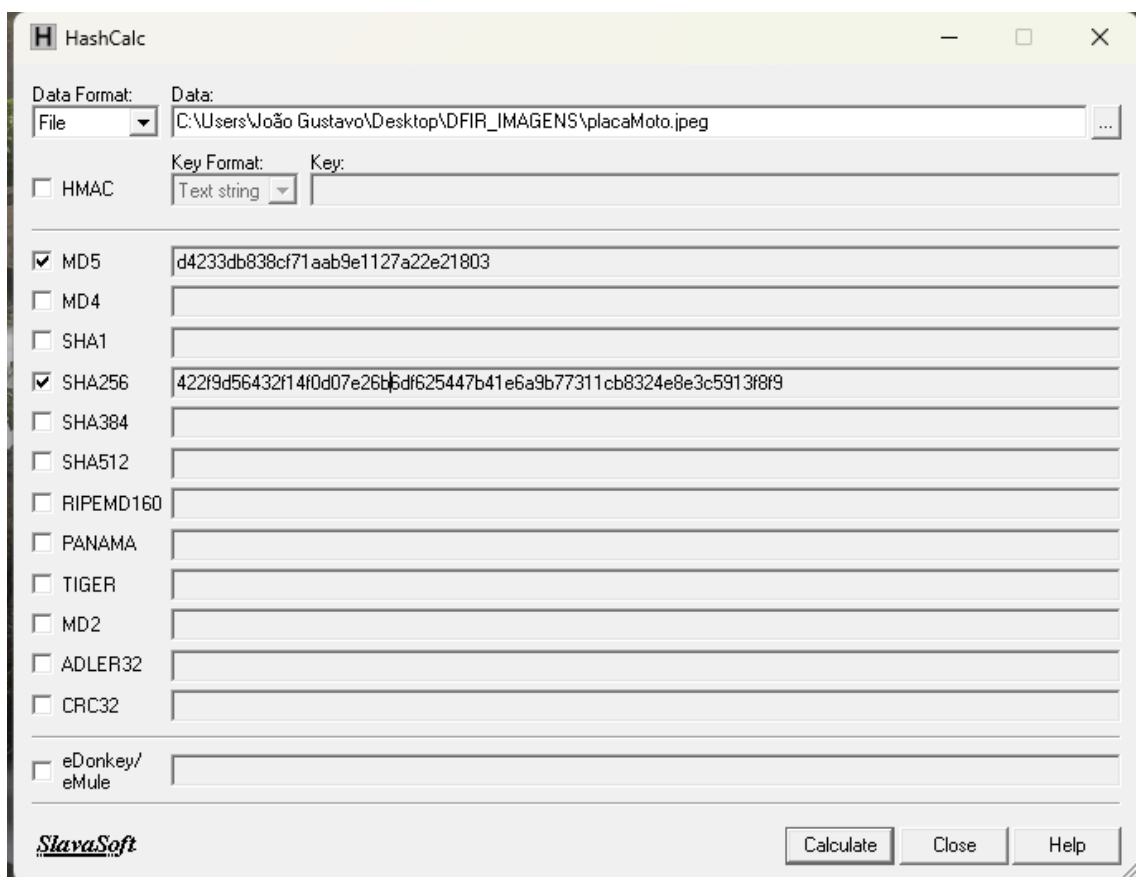 HashCalc
Data Format: Data:
File C:\Users\João Gustavo\Desktop\DFIR_IMAGENS\placaMoto.jpeg ...
Key Format: Key:
HMAC Text string
MD5 d4233db838cf71aab9e1127a22e21803
MD4
SHA1
SHA256 422f9d56432f14f0d07e26b6df625447b41e6a9b77311cb8324e8e3c5913f8f9
SHA384
SHA512
RIPEMD160
PANAMA
TIGER
MD2
ADLER32
CRC32
eDonkey/
eMule
SlavaSoft Calculate Close Help